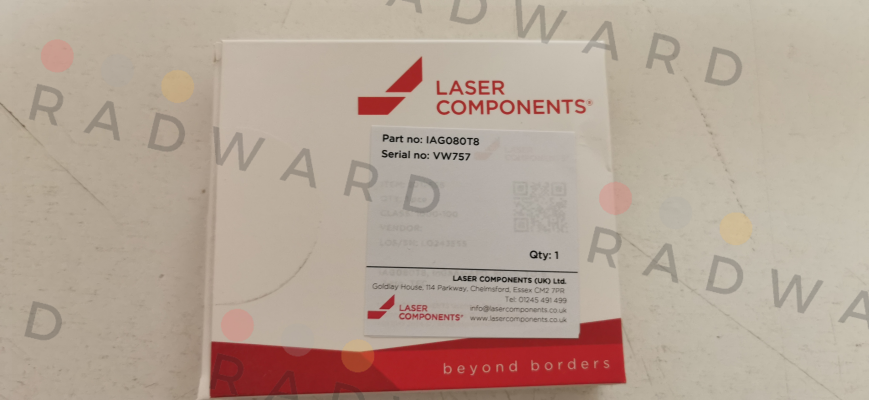 RADWARD
LASER
COMPONENTS®
Part no: IAG080T8
Serial no: VW757
Qty: 1
LASER COMPONENTS (UK) Ltd.
Goldlay House, 114 Parkway, Chelmsford, Essex CM2 7PR
Tel: 01245 491 499
LASER
COMPONENTS®
info@lasercomponents.co.uk
www.lasercomponents.co.uk
beyond borders